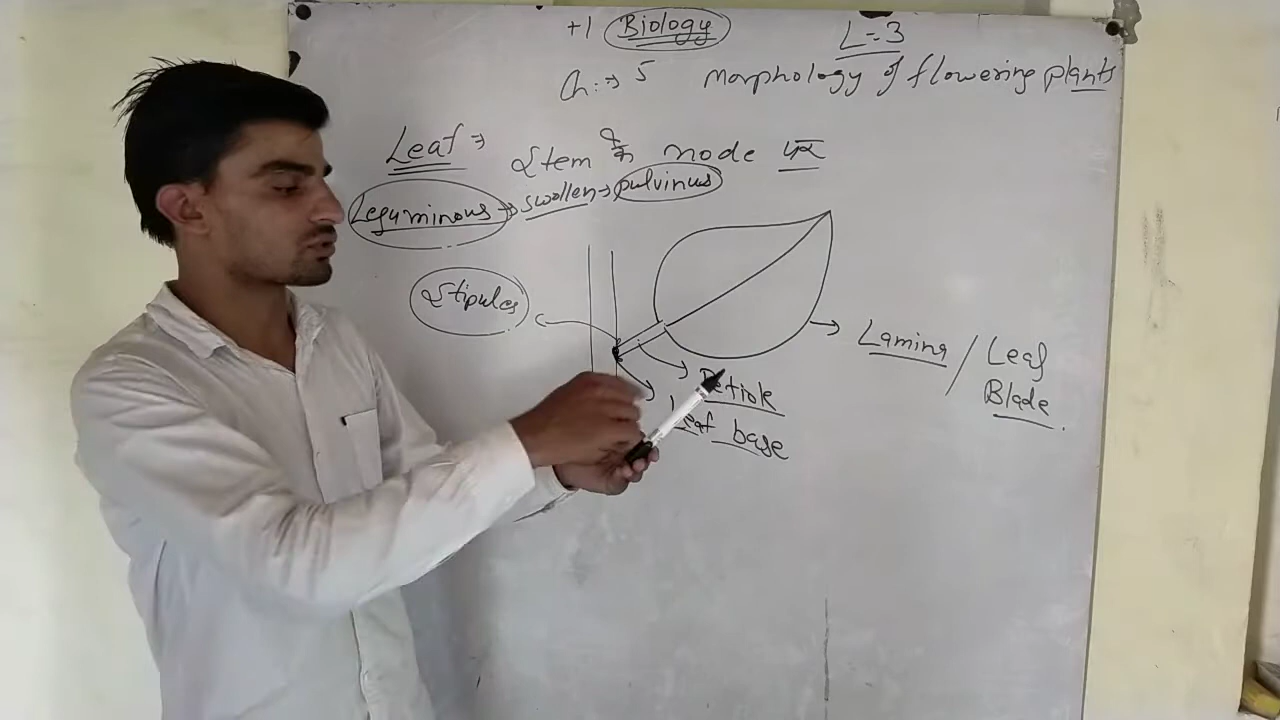 +1 Biology L-3
Ch:→ 5 Morphology of flowering plants
Leaf → Stem के node पर
Leguminous → swollen → pulvinus
Stipules
Lamina / Leaf Blade
Petiole
Leaf base